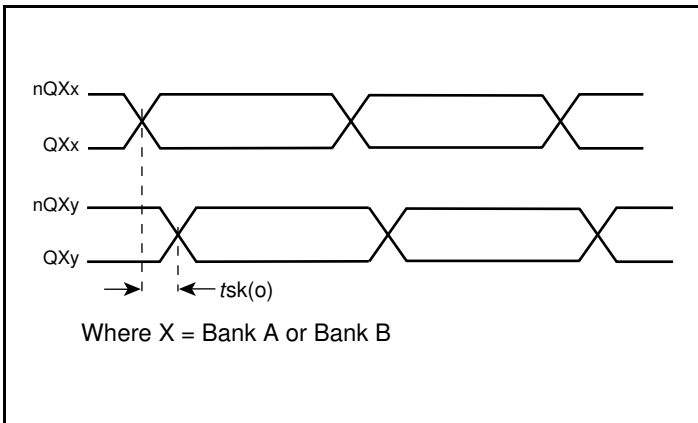 nQXx
QXx
nQXy
QXy
tsk(o)
Where X = Bank A or Bank B